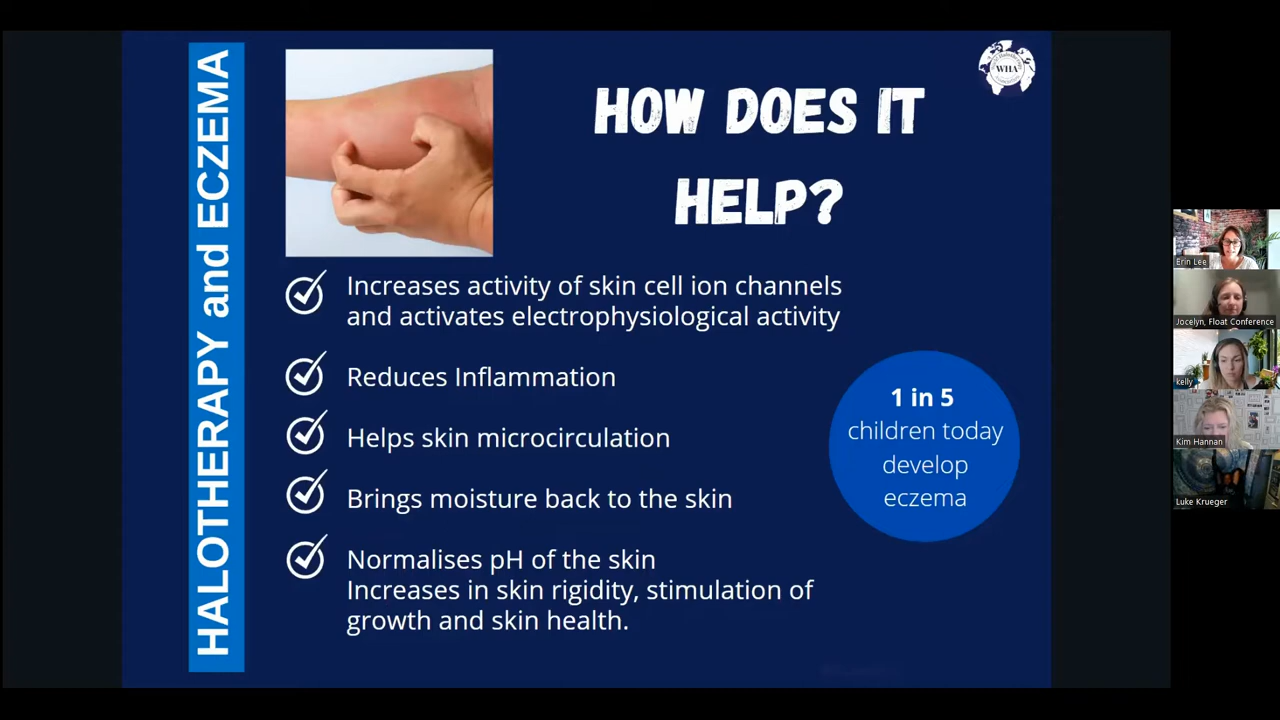 HALOTHERAPY and ECZEMA
HOW DOES IT
HELP?
WHA
Increases activity of skin cell ion channels
and activates electrophysiological activity
Reduces Inflammation
Helps skin microcirculation
Brings moisture back to the skin
Normalises pH of the skin
Increases in skin rigidity, stimulation of
growth and skin health.
1 in 5
children today
develop
eczema
Erin Lee
Jocelyn, Float Conference
kelly
Kim Hannan
Luke Krueger